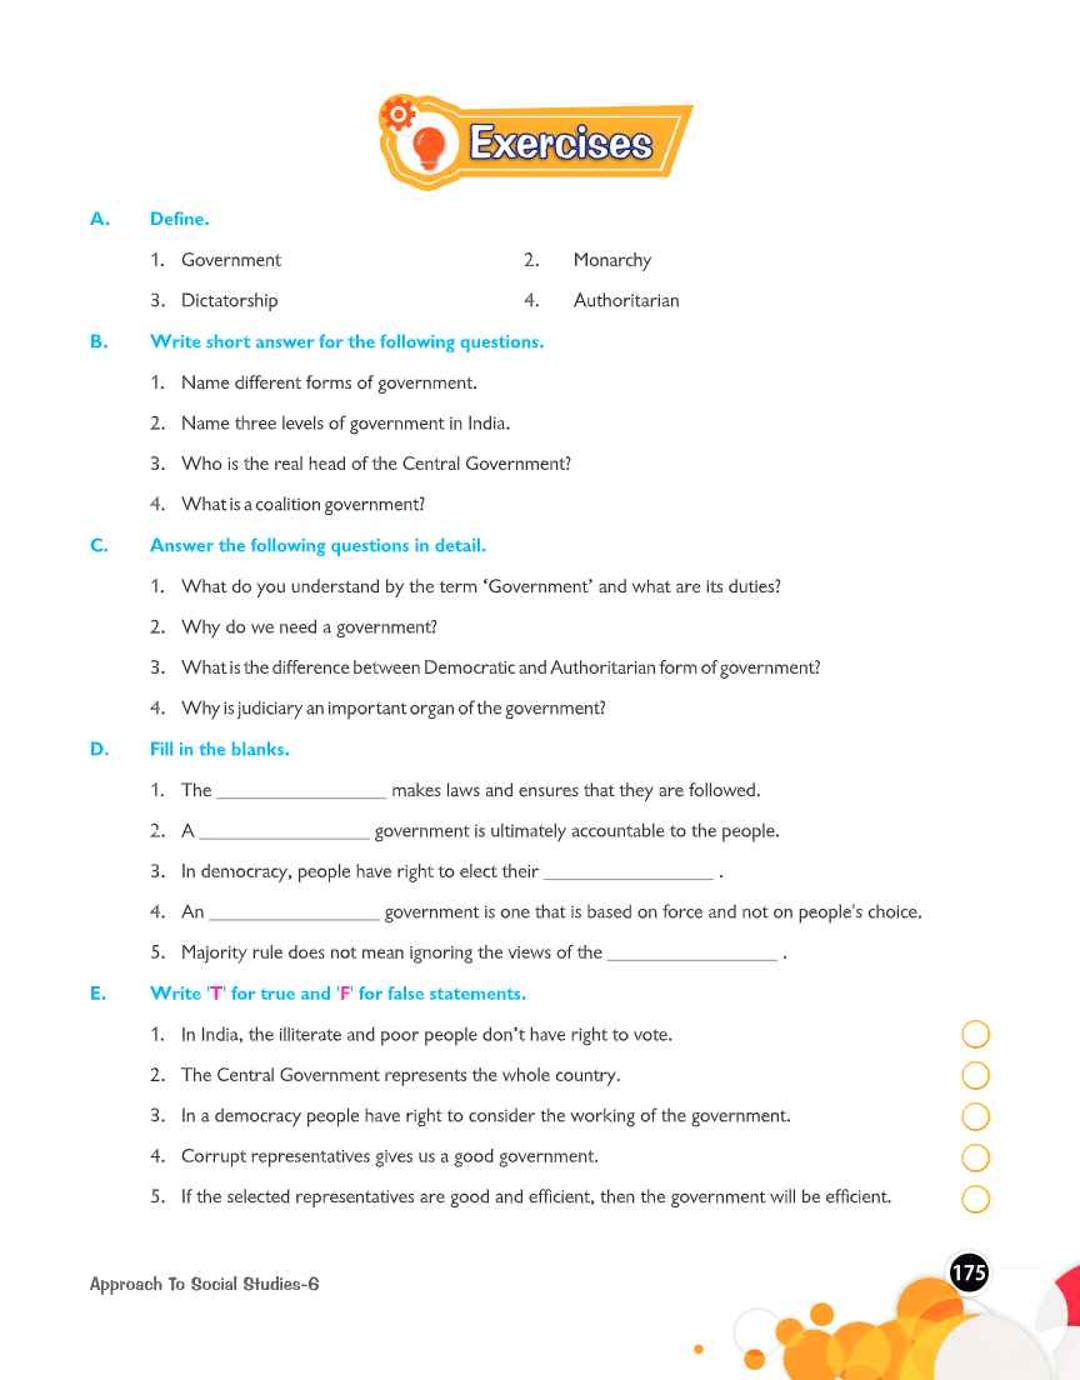 Exercises
A. Define.
1. Government 2. Monarchy
3. Dictatorship 4. Authoritarian
B. Write short answer for the following questions.
1. Name different forms of government.
2. Name three levels of government in India.
3. Who is the real head of the Central Government?
4. What is a coalition government?
C. Answer the following questions in detail.
1. What do you understand by the term ‘Government’ and what are its duties?
2. Why do we need a government?
3. What is the difference between Democratic and Authoritarian form of government?
4. Why is judiciary an important organ of the government?
D. Fill in the blanks.
1. The _________________ makes laws and ensures that they are followed.
2. A _________________ government is ultimately accountable to the people.
3. In democracy, people have right to elect their _________________ .
4. An _________________ government is one that is based on force and not on people's choice.
5. Majority rule does not mean ignoring the views of the _________________ .
E. Write 'T' for true and 'F' for false statements.
1. In India, the illiterate and poor people don't have right to vote.
2. The Central Government represents the whole country.
3. In a democracy people have right to consider the working of the government.
4. Corrupt representatives gives us a good government.
5. If the selected representatives are good and efficient, then the government will be efficient.
Approach To Social Studies-6
175